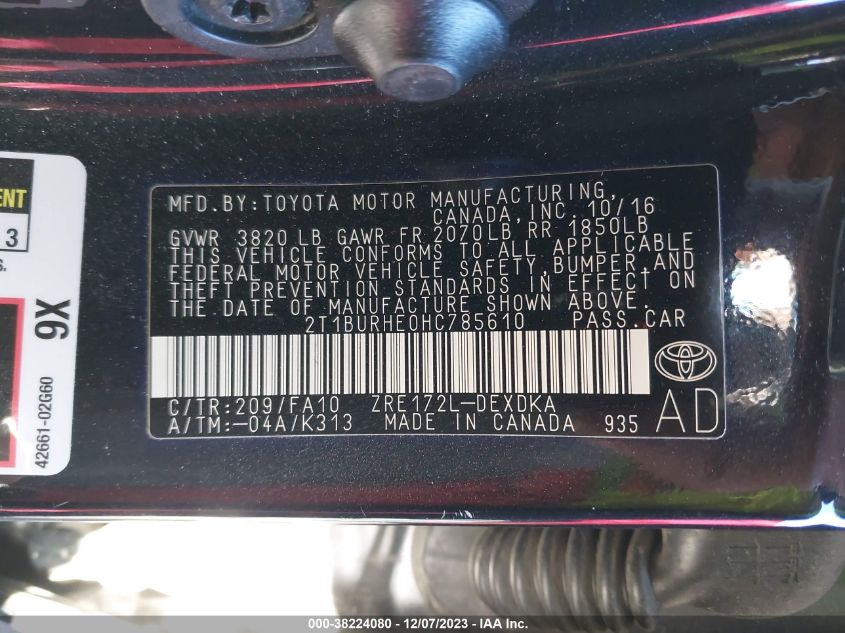 MFD.BY:TOYOTA MOTOR MANUFACTURING,
CANADA, INC. 10/16
GVWR 3820 LB GAWR FR 2070LB RR 1850LB
THIS VEHICLE CONFORMS TO ALL APPLICABLE
FEDERAL MOTOR VEHICLE SAFETY,BUMPER,AND
THEFT PREVENTION STANDARDS IN EFFECT ON
THE DATE OF MANUFACTURE SHOWN ABOVE.
2T1BURHE0HC785610 PASS.CAR
C/TR:209/FA10 ZRE172L-DEXDKA
A/TM:-04A/K313 MADE IN CANADA 935
AD
ENT
13
S.
9X
42661-02G60
000-38224080 - 12/07/2023 - IAA Inc.